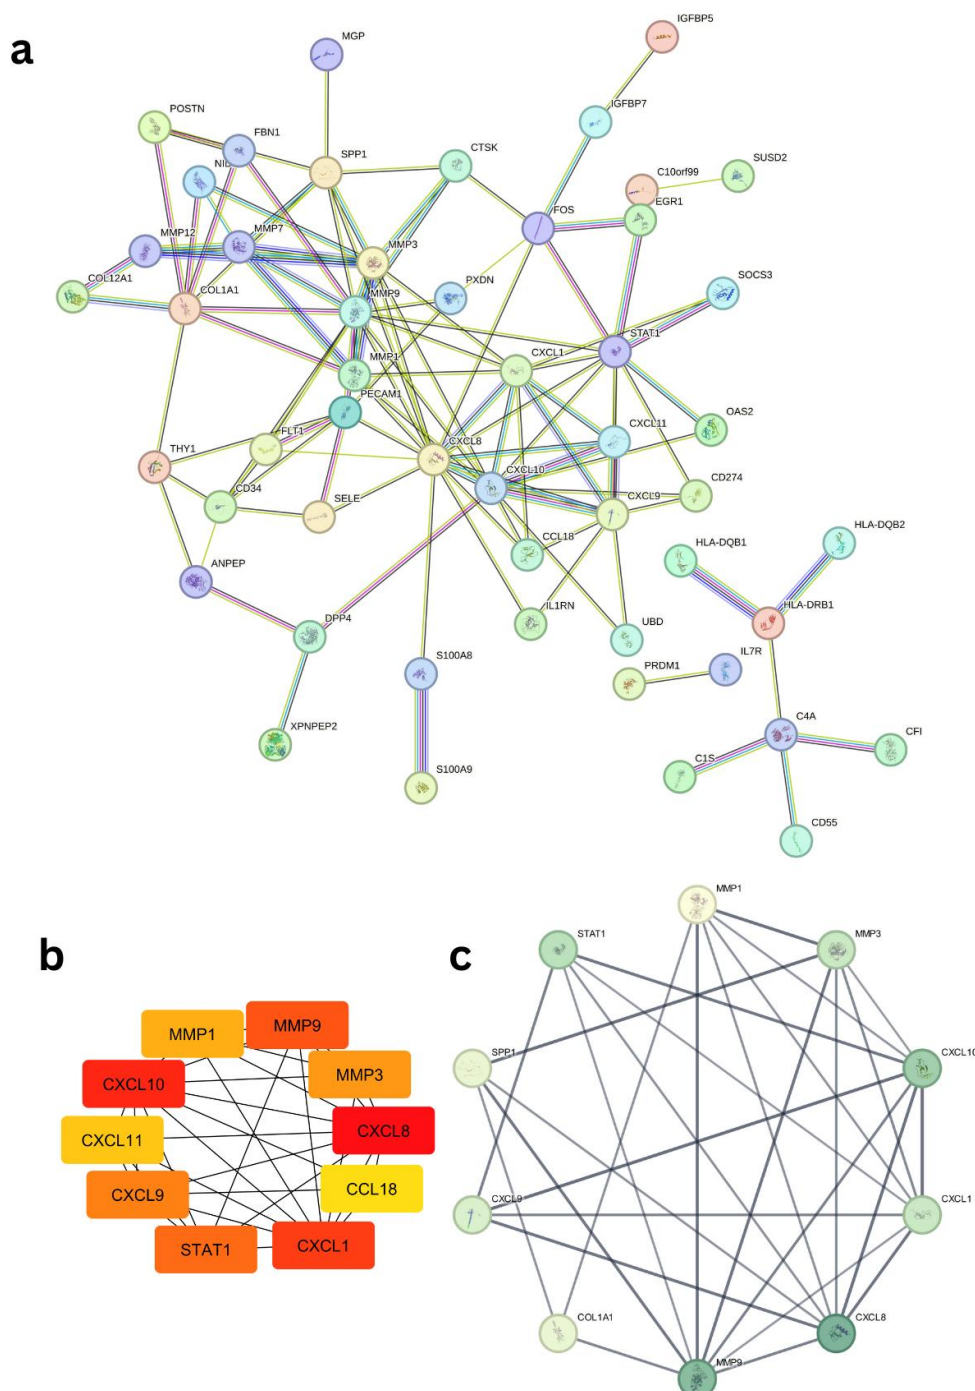 a
IGFBP5
MGP
IGFBP7
POSTN
FBN1
SPP1
CTSK
SUSD2
C10orf99
FOS
EGR1
MMP12
MMP7
MMP3
COL12A1
COL1A1
MMP9
PXDN
SOCS3
STAT1
MMP1
CXCL1
PECAM1
OAS2
FLT1
CXCL8
CXCL11
THY1
CD34
SELE
CXCL10
CXCL9
CD274
CCL18
HLA-DQB1
HLA-DQB2
ANPEP
IL1RN
UBD
HLA-DRB1
DPP4
S100A8
PRDM1
IL7R
XPNPEP2
C4A
CFI
S100A9
C1S
CD55
b
MMP1
MMP9
CXCL10
MMP3
CXCL11
CXCL8
CXCL9
CCL18
STAT1
CXCL1
c
MMP1
STAT1
MMP3
SPP1
CXCL10
CXCL9
CXCL1
COL1A1
CXCL8
MMP9